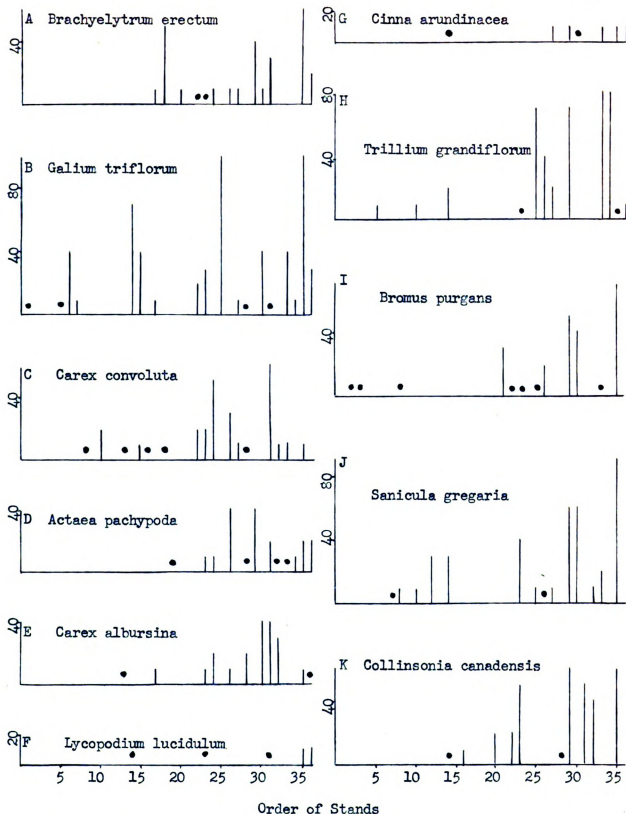 A Brachyelytrum erectum
40
B Galium triflorum
80
40
C Carex convoluta
40
D Actaea pachypoda
40
E Carex albursina
40
F Lycopodium lucidulum
20
5 10 15 20 25 30 35
G Cinna arundinacea
20
H
80
Trillium grandiflorum
40
I
Bromus purgans
40
J
80
Sanicula gregaria
40
K Collinsonia canadensis
40
5 10 15 20 25 30 35
Order of Stands